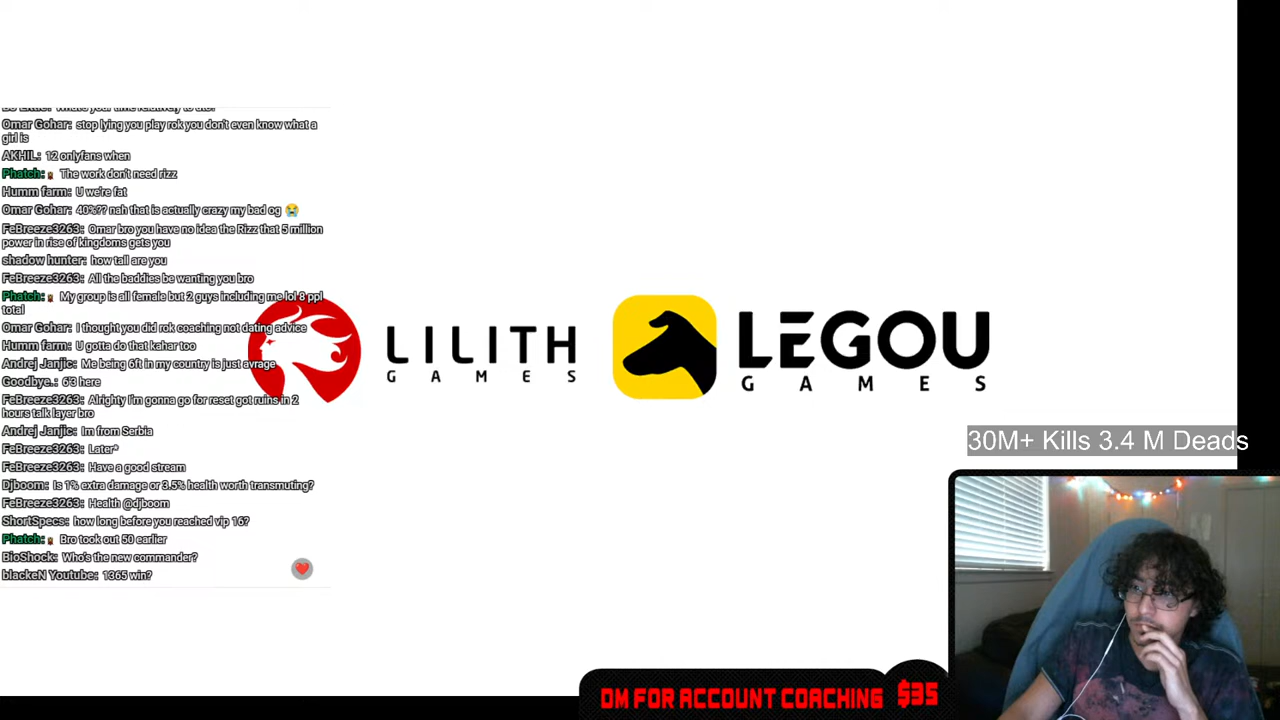 Omar Gohar: stop lying you play rok you don't even know what a
girl is
AKHIL: 12 onlyfans when
Phatch: The work don't need rizz
Humm farm: U we're fat
Omar Gohar: 40%?? nah that is actually crazy my bad og 😭
FeBreeze3263: Omar bro you have no idea the Rizz that 5 million
power in rise of kingdoms gets you
shadow hunter: how tall are you
FeBreeze3263: All the baddies be wanting you bro
Phatch: My group is all female but 2 guys including me lol 8 ppl
total
Omar Gohar: I thought you did rok coaching not dating advice
Humm farm: U gotta do that kahar too
Andrej Janjic: Me being 6ft in my country is just avrage
Goodbye..: 6'3 here
FeBreeze3263: Alrighty I'm gonna go for reset got ruins in 2
hours talk layer bro
Andrej Janjic: Im from Serbia
FeBreeze3263: Later*
FeBreeze3263: Have a good stream
Djboom: Is 1% extra damage or 3.5% health worth transmuting?
FeBreeze3263: Health @djboom
ShortSpecs: how long before you reached vip 16?
Phatch: Bro took out 50 earlier
BioShock: Who's the new commander?
blackeN Youtube: 1365 win?
LILITH
GAMES
LEGOU
GAMES
30M+ Kills 3.4 M Deads
DM FOR ACCOUNT COACHING $35